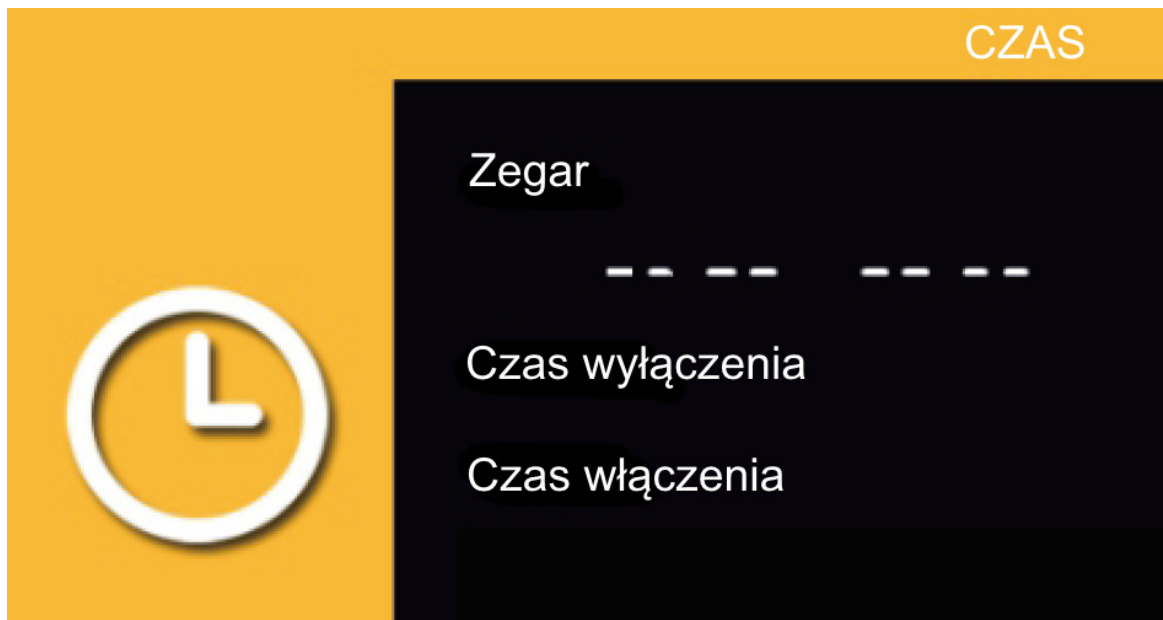 CZAS
Zegar
-- --  -- --
Czas wyłączenia
Czas włączenia